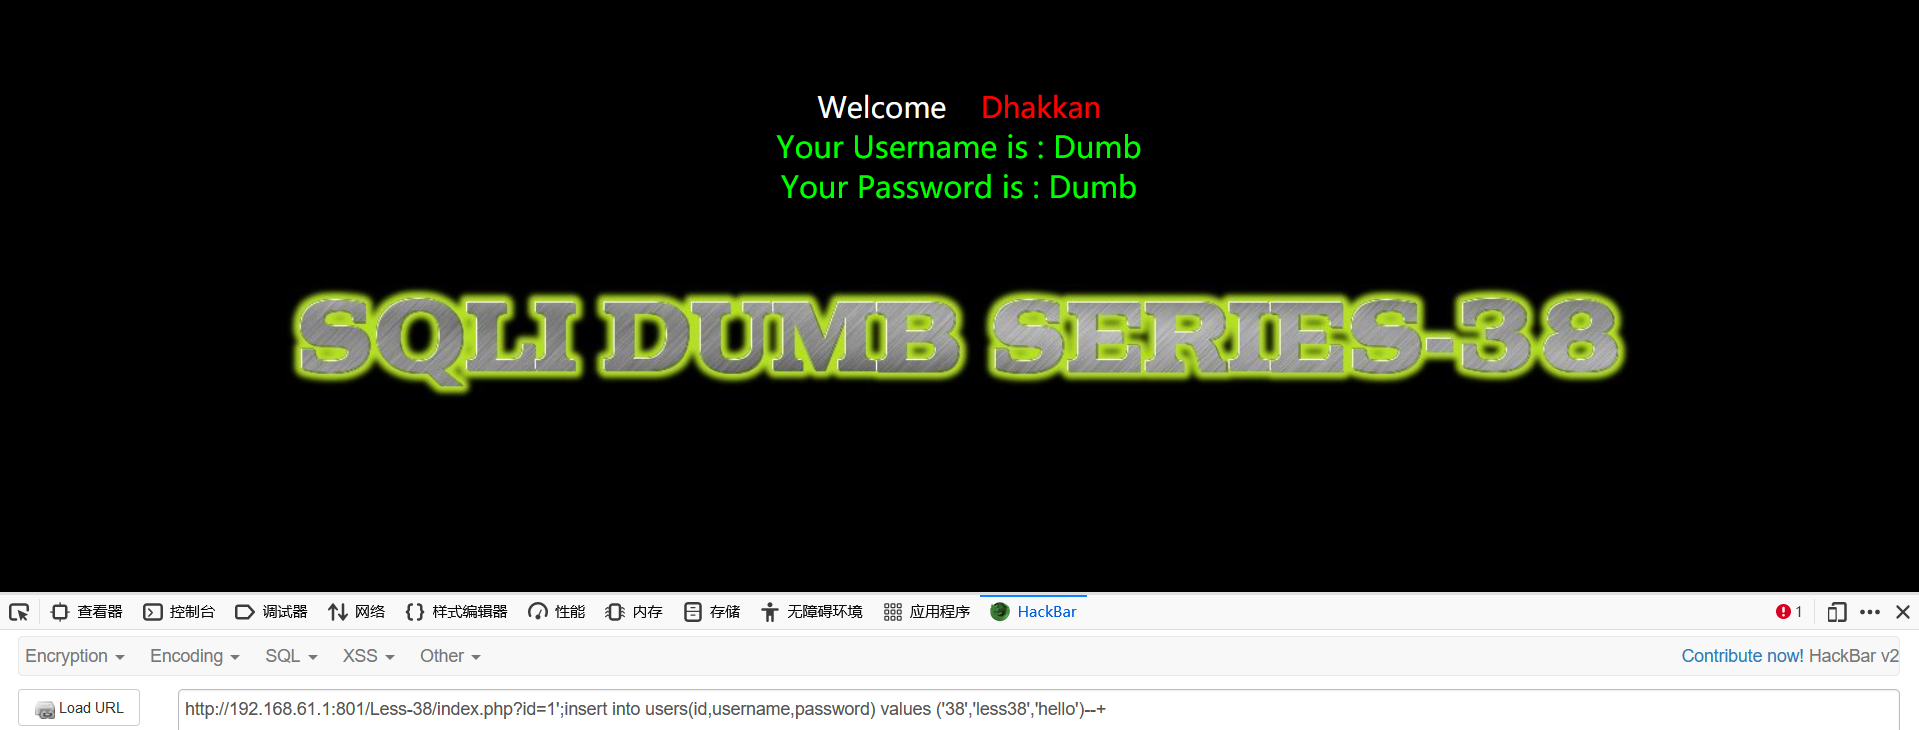 Welcome Dhakkan
Your Username is : Dumb
Your Password is : Dumb
SQLI DUMB SERIES-38
查看器 控制台 调试器 网络 样式编辑器 性能 内存 存储 无障碍环境 应用程序 HackBar 1
Encryption Encoding SQL XSS Other Contribute now! HackBar v2
Load URL http://192.168.61.1:801/Less-38/index.php?id=1';insert into users(id,username,password) values ('38','less38','hello')--+